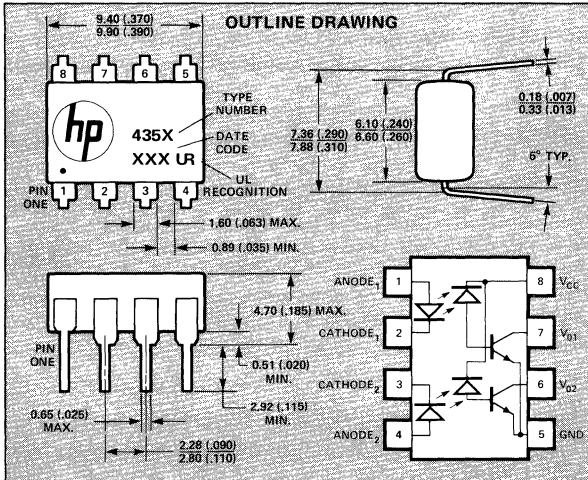 OUTLINE DRAWING
9.40 (.370)
9.90 (.390)
8 7 6 5
hp
435X
XXX UR
TYPE
NUMBER
DATE
CODE
UL
RECOGNITION
PIN
ONE
1 2 3 4
1.60 (.063) MAX.
0.89 (.035) MIN.
7.36 (.290)
7.88 (.310)
6.10 (.240)
6.60 (.260)
0.18 (.007)
0.33 (.013)
6° TYP.
PIN
ONE
4.70 (.185) MAX.
0.51 (.020)
MIN.
2.92 (.115)
MIN.
0.65 (.025)
MAX.
2.28 (.090)
2.80 (.110)
ANODE1 1 8 VCC
CATHODE1 2 7 V01
CATHODE2 3 6 V02
ANODE2 4 5 GND